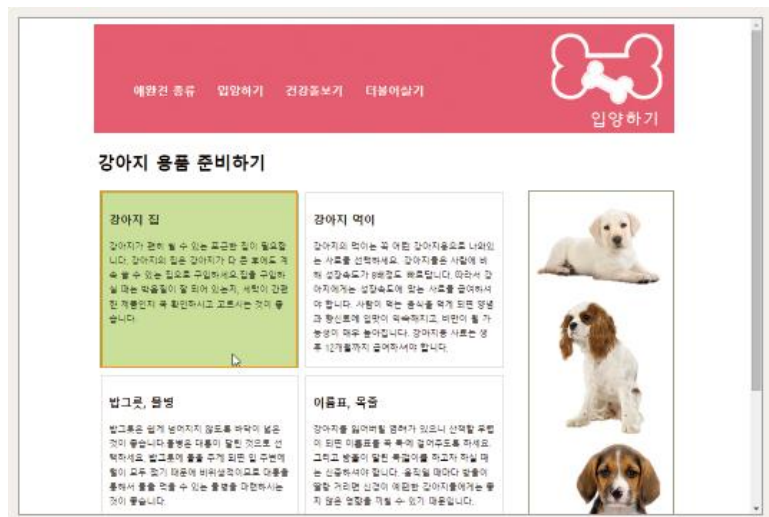 애완견 종류 입양하기 건강돌보기 더불어살기
입양하기
강아지 용품 준비하기
강아지 집
강아지가 편히 쉴 수 있는 포근한 집이 필요합
니다. 강아지의 집은 강아지가 다 큰 후에도 계
속 쓸 수 있는 집으로 구입하세요.집을 구입하
실 때는 박음질이 잘 되어 있는지, 세탁이 간편
한 제품인지 꼭 확인하시고 고르시는 것이 좋
습니다.
강아지 먹이
강아지의 먹이는 꼭 어린 강아지용으로 나와있
는 사료를 선택하세요. 강아지들은 사람에 비
해 성장속도가 8배정도 빠르답니다. 따라서 강
아지에게는 성장속도에 맞는 사료를 급여하셔
야 합니다. 사람이 먹는 음식을 먹게 되면 양념
과 향신료에 입맛이 익숙해지고, 비만이 될 가
능성이 매우 높아집니다. 강아지용 사료는 생
후 12개월까지 급여하셔야 합니다.
밥그릇, 물병
밥그릇은 쉽게 넘어지지 않도록 바닥이 넓은
것이 좋습니다.물병은 대롱이 달린 것으로 선
택하세요. 밥그릇에 물을 주게 되면 입 주변에
털이 모두 젖기 때문에 비위생적이므로 대롱을
통해서 물을 먹을 수 있는 물병을 마련하시는
것이 좋습니다.
이름표, 목줄
강아지를 잃어버릴 염려가 있으니 산책할 무렵
이 되면 이름표를 꼭 목에 걸어주도록 하세요.
그리고 방울이 달린 목걸이를 하고자 하실 때
는 신중하셔야 합니다. 움직일 때마다 방울이
딸랑 거리면 신경이 예민한 강아지들에게는 좋
지 않은 영향을 끼칠 수 있기 때문입니다.